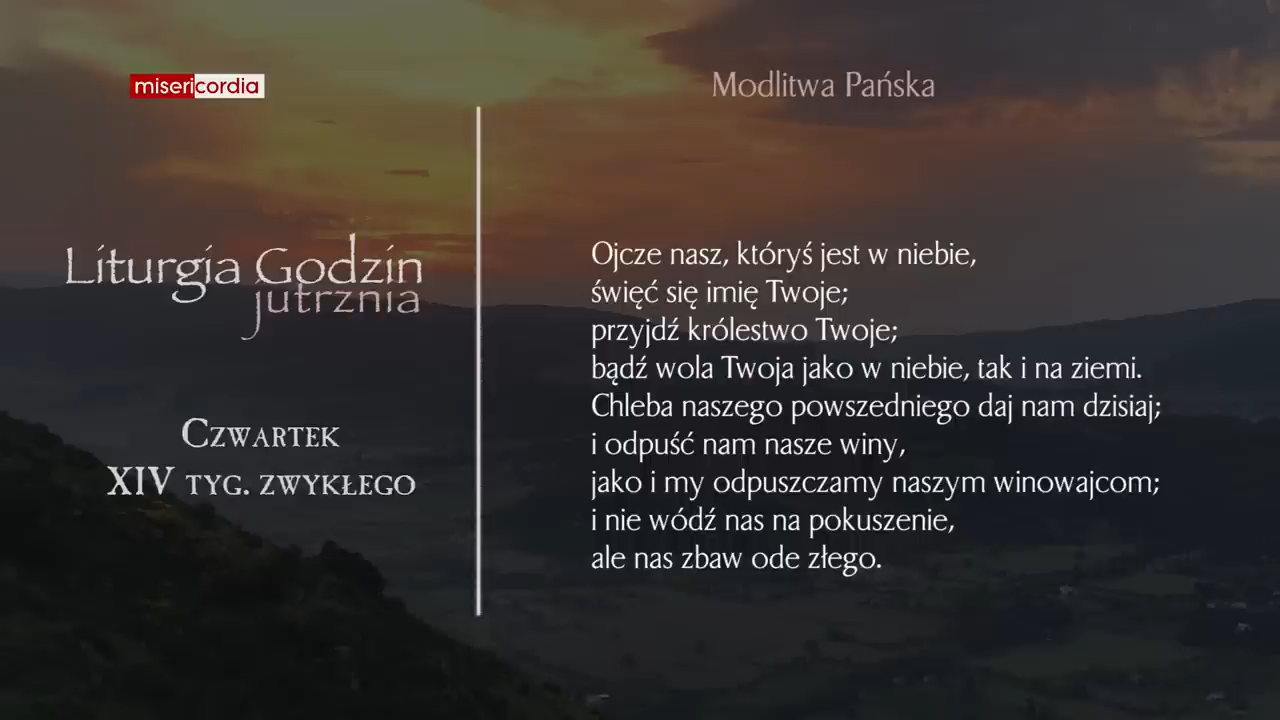 misericordia
Liturgia Godzin
jutrznia
Czwartek
XIV tyg. zwykłego
Modlitwa Pańska
Ojcze nasz, któryś jest w niebie,
święć się imię Twoje;
przyjdź królestwo Twoje;
bądź wola Twoja jako w niebie, tak i na ziemi.
Chleba naszego powszedniego daj nam dzisiaj;
i odpuść nam nasze winy,
jako i my odpuszczamy naszym winowajcom;
i nie wódź nas na pokuszenie,
ale nas zbaw ode złego.